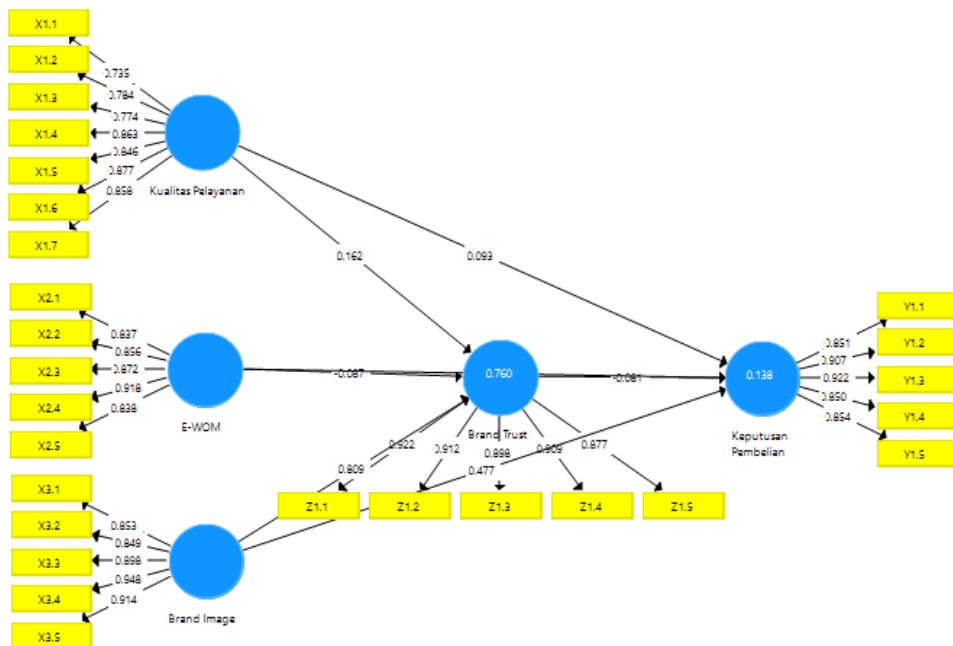 X1.1
X1.2
X1.3
X1.4
X1.5
X1.6
X1.7
0.735
0.784
0.774
0.863
0.846
0.877
0.858
Kualitas Pelayanan
0.162
0.093
X2.1
X2.2
X2.3
X2.4
X2.5
0.837
0.856
0.872
0.918
0.838
E-WOM
0.760
Brand Trust
-0.081
0.138
Keputusan
Pembelian
0.851
0.907
0.922
0.850
0.854
Y1.1
Y1.2
Y1.3
Y1.4
Y1.5
0.922
0.912
0.898
0.909
0.877
0.809
0.477
Z1.1
Z1.2
Z1.3
Z1.4
Z1.5
X3.1
X3.2
X3.3
X3.4
X3.5
0.853
0.849
0.898
0.948
0.914
Brand Image